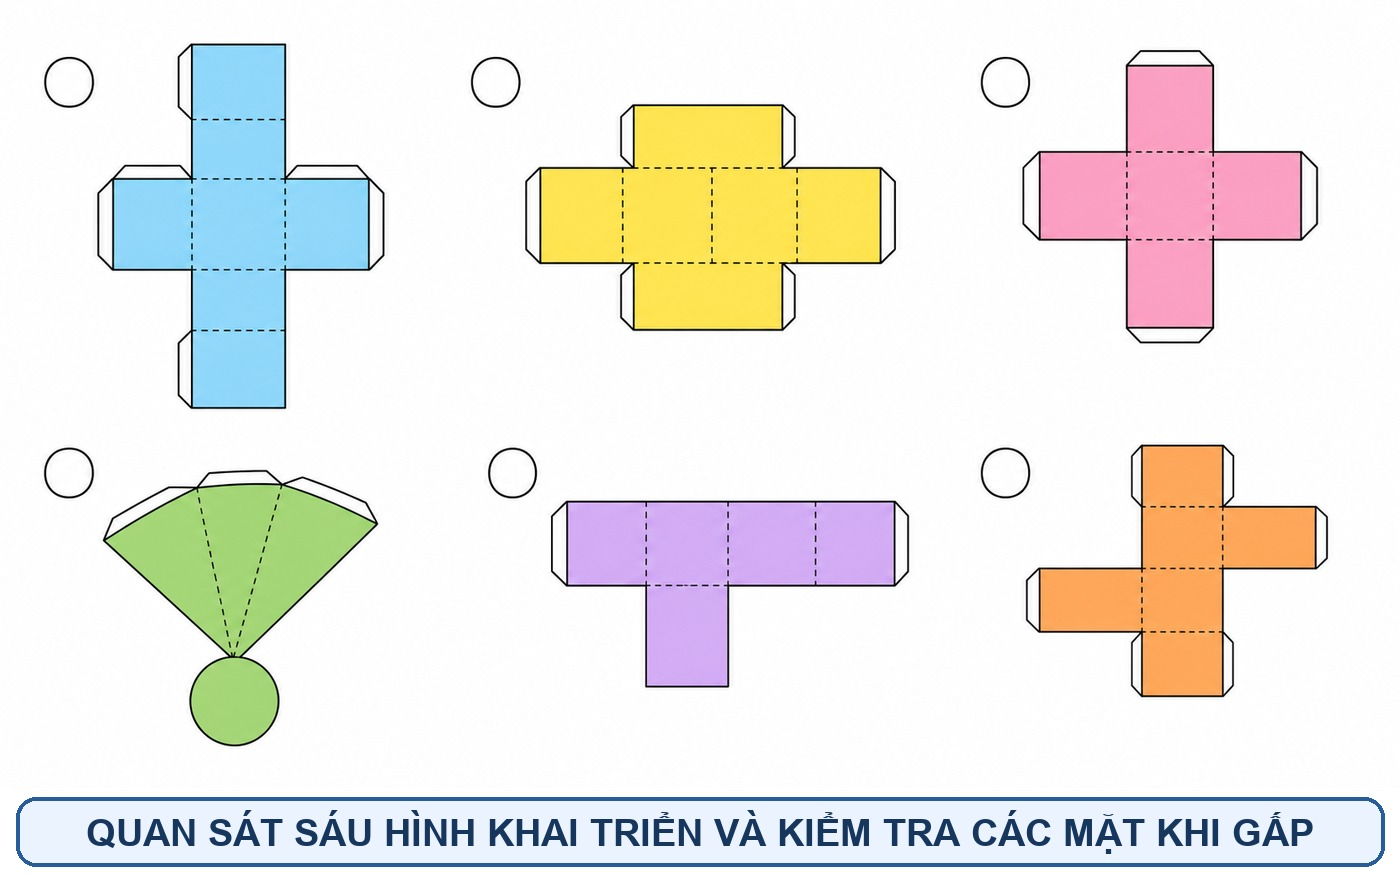 QUAN SÁT SÁU HÌNH KHAI TRIỂN VÀ KIỂM TRA CÁC MẶT KHI GẤP